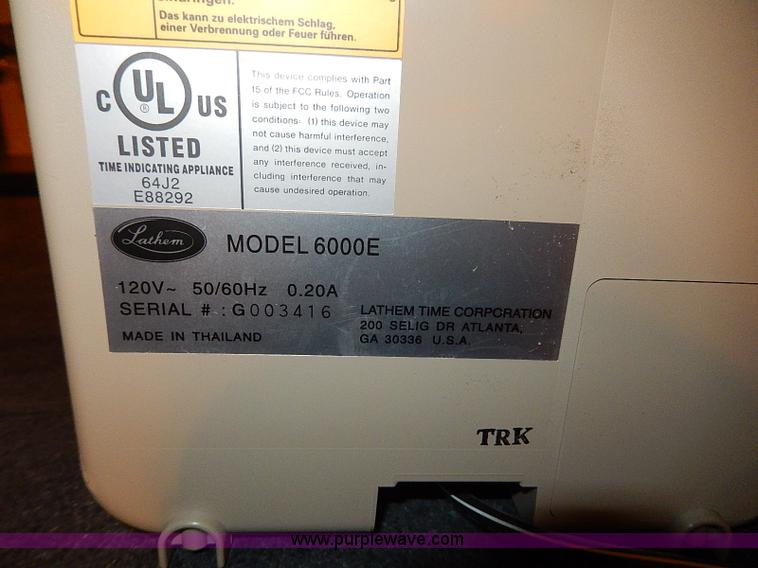 Das kann zu elektrischem Schlag,
einer Verbrennung oder Feuer führen.
C UL US
®
LISTED
TIME INDICATING APPLIANCE
64J2
E88292
This device complies with Part
15 of the FCC Rules. Operation
is subject to the following two
conditions: (1) this device may
not cause harmful interference,
and (2) this device must accept
any interference received, in-
cluding interference that may
cause undesired operation.
Lathem
MODEL 6000E
120V~ 50/60Hz 0.20A
SERIAL # : G003416
MADE IN THAILAND
LATHEM TIME CORPORATION
200 SELIG DR ATLANTA,
GA 30336 U.S.A.
TRK
www.purplewave.com